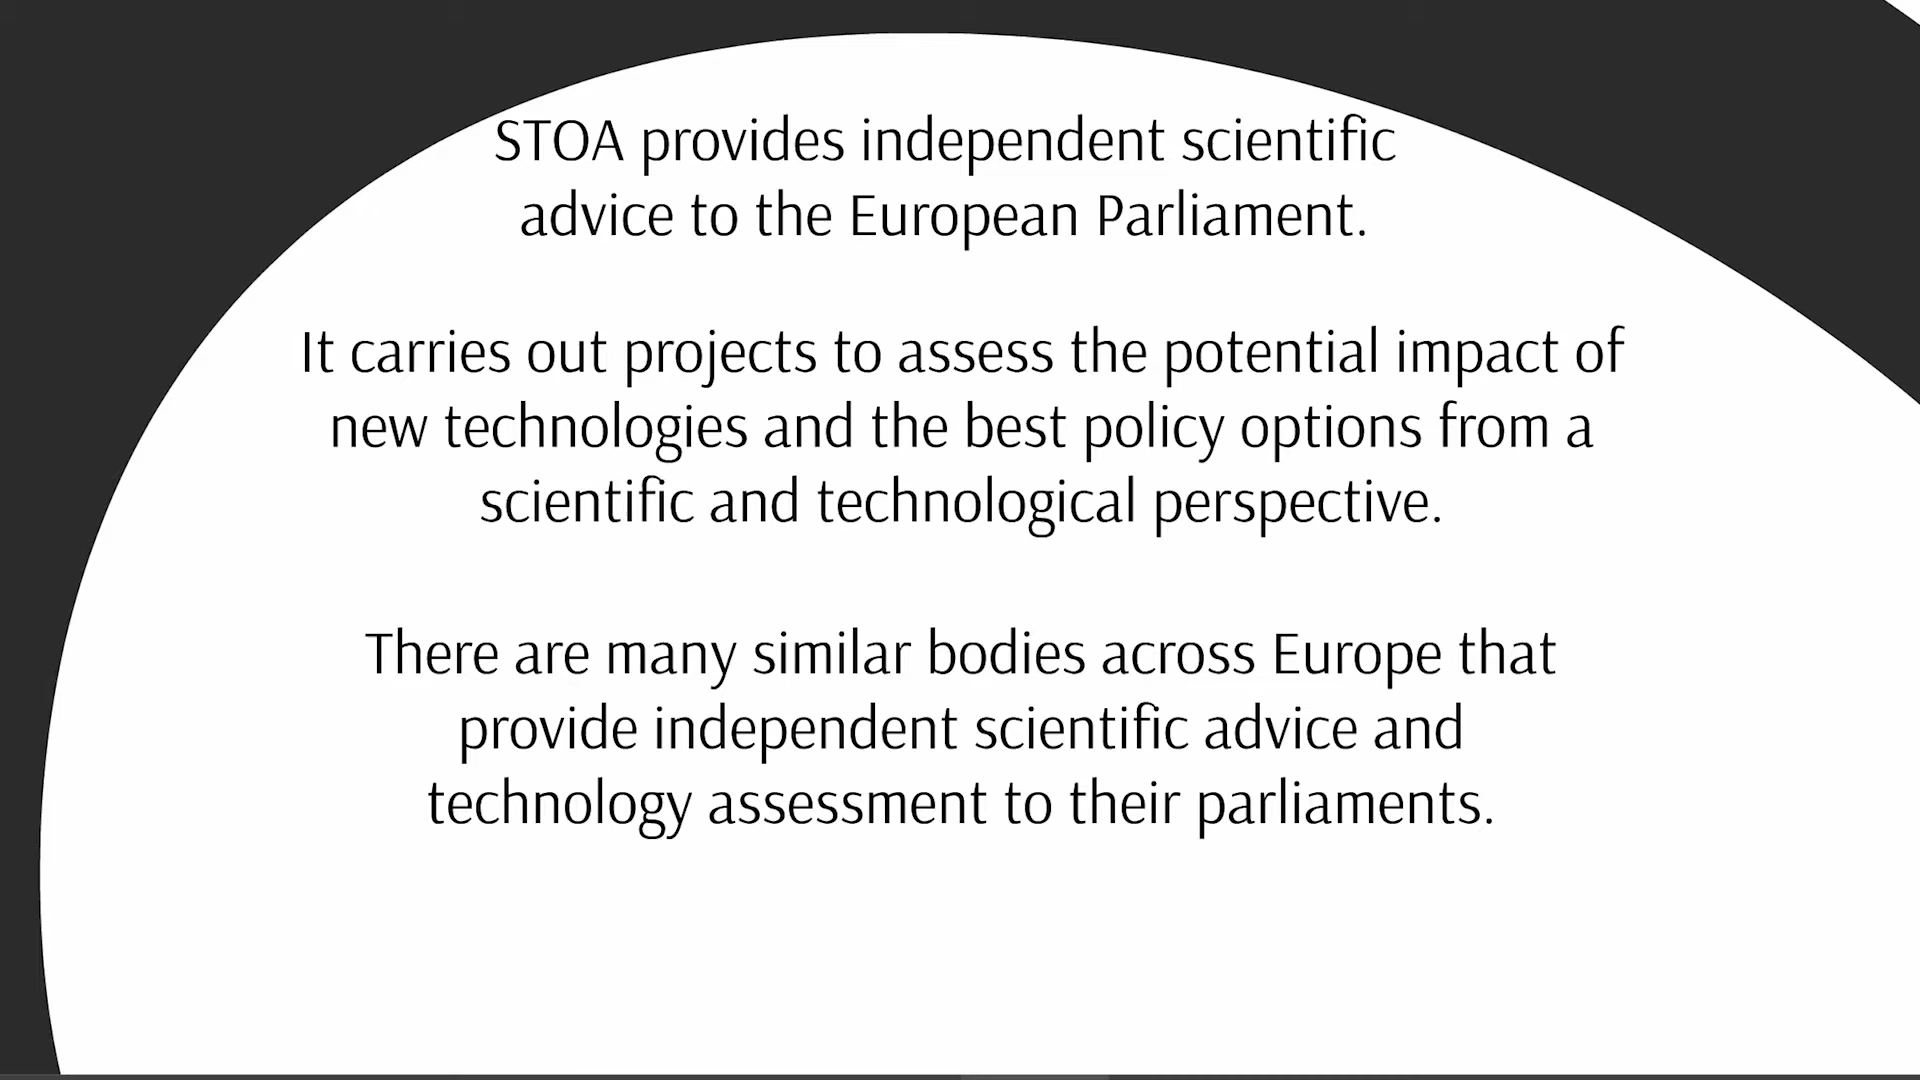 STOA provides independent scientific
advice to the European Parliament.
It carries out projects to assess the potential impact of
new technologies and the best policy options from a
scientific and technological perspective.
There are many similar bodies across Europe that
provide independent scientific advice and
technology assessment to their parliaments.